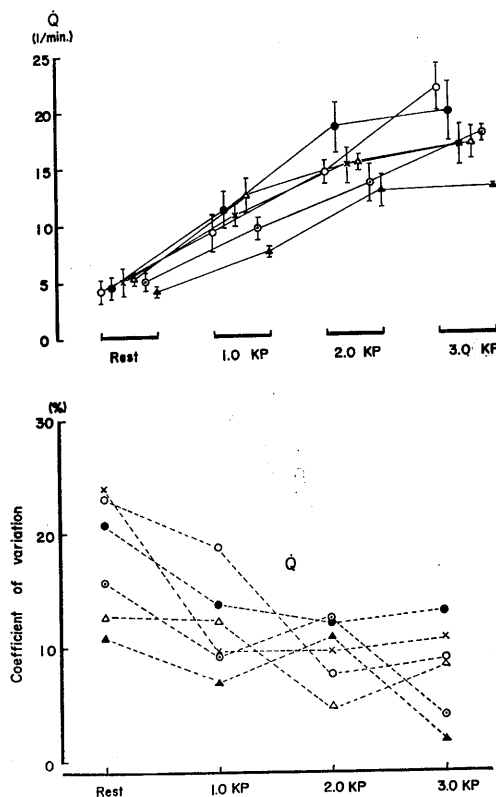 Q̇
(l/min.)
25
20
15
10
5
0
Rest 1.0 KP 2.0 KP 3.0 KP
(%)
30
20
10
0
Coefficient of variation
Q̇
Rest 1.0 KP 2.0 KP 3.0 KP